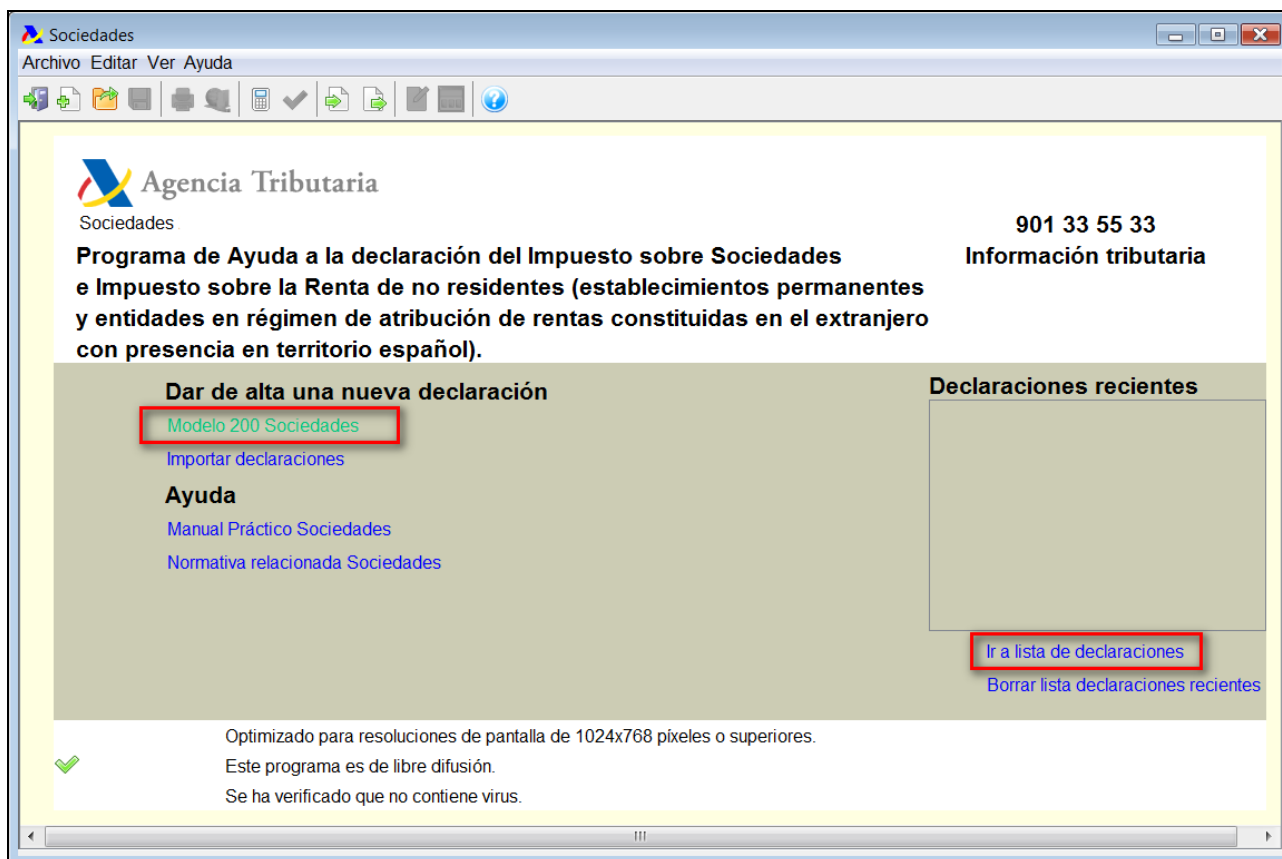 Sociedades
Archivo Editar Ver Ayuda
Agencia Tributaria
Sociedades
901 33 55 33
Información tributaria
Programa de Ayuda a la declaración del Impuesto sobre Sociedades
e Impuesto sobre la Renta de no residentes (establecimientos permanentes
y entidades en régimen de atribución de rentas constituidas en el extranjero
con presencia en territorio español).
Dar de alta una nueva declaración
Modelo 200 Sociedades
Importar declaraciones
Ayuda
Manual Práctico Sociedades
Normativa relacionada Sociedades
Declaraciones recientes
Ir a lista de declaraciones
Borrar lista declaraciones recientes
Optimizado para resoluciones de pantalla de 1024x768 píxeles o superiores.
Este programa es de libre difusión.
Se ha verificado que no contiene virus.